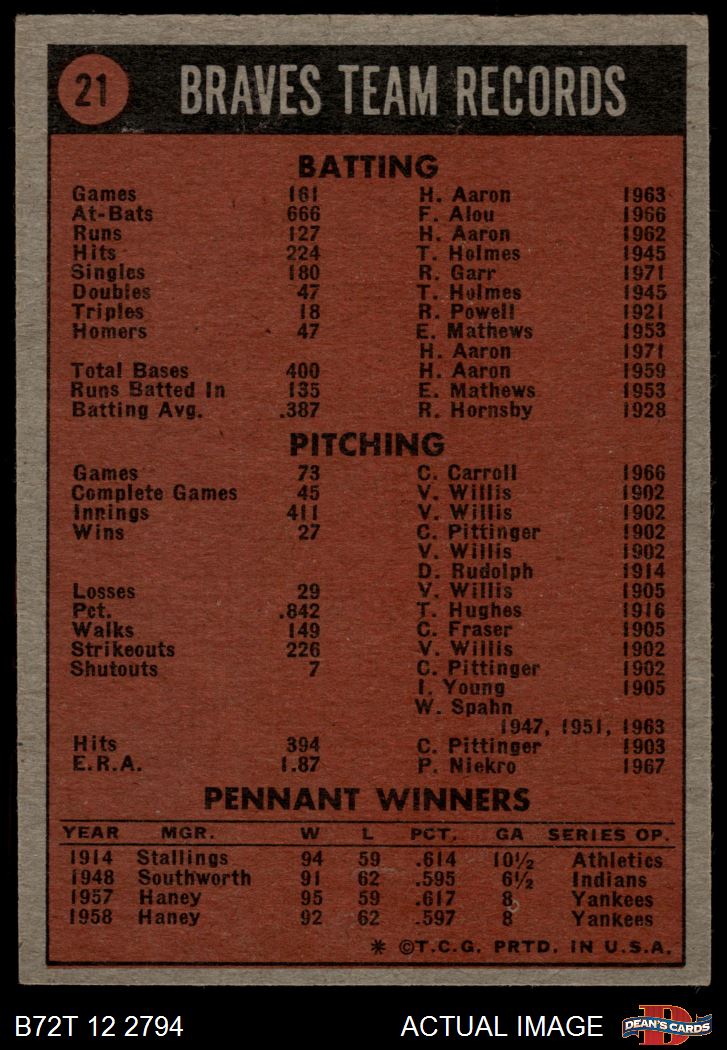 21 BRAVES TEAM RECORDS
BATTING
Games 161 H. Aaron 1963
At-Bats 666 F. Alou 1966
Runs 127 H. Aaron 1962
Hits 224 T. Holmes 1945
Singles 180 R. Garr 1971
Doubles 47 T. Holmes 1945
Triples 18 R. Powell 1921
Homers 47 E. Mathews 1953
H. Aaron 1971
Total Bases 400 H. Aaron 1959
Runs Batted In 135 E. Mathews 1953
Batting Avg. .387 R. Hornsby 1928
PITCHING
Games 73 C. Carroll 1966
Complete Games 45 V. Willis 1902
Innings 411 V. Willis 1902
Wins 27 C. Pittinger 1902
V. Willis 1902
D. Rudolph 1914
Losses 29 V. Willis 1905
Pct. .842 T. Hughes 1916
Walks 149 C. Fraser 1905
Strikeouts 226 V. Willis 1902
Shutouts 7 C. Pittinger 1902
I. Young 1905
W. Spahn
1947, 1951, 1963
Hits 394 C. Pittinger 1903
E.R.A. 1.87 P. Niekro 1967
PENNANT WINNERS
YEAR MGR. W L PCT. GA SERIES OP.
1914 Stallings 94 59 .614 10½ Athletics
1948 Southworth 91 62 .595 6½ Indians
1957 Haney 95 59 .617 8 Yankees
1958 Haney 92 62 .597 8 Yankees
* ©T.C.G. PRTD. IN U.S.A.
B72T 12 2794 ACTUAL IMAGE D DEAN'S CARDS